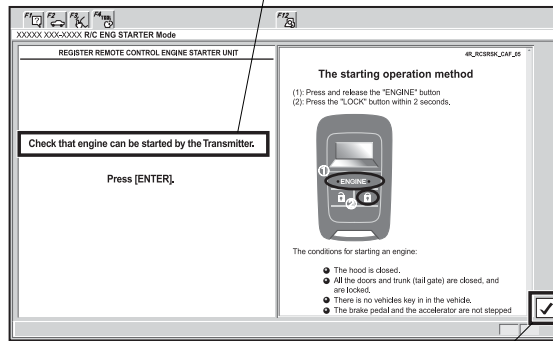 F1 F2 F3 F4 TOOL F12
XXXXX XXX-XXXX R/C ENG STARTER Mode
REGISTER REMOTE CONTROL ENGINE STARTER UNIT
Check that engine can be started by the Transmitter.
Press [ENTER].
4R_RCSRSK_CAF_05
The starting operation method
(1): Press and release the "ENGINE" button
(2): Press the "LOCK" button within 2 seconds.
1
ENGINE
2
The conditions for starting an engine:
The hood is closed.
All the doors and trunk (tail gate) are closed, and
are locked.
There is no vehicles key in in the vehicle.
The brake pedal and the accelerator are not stepped